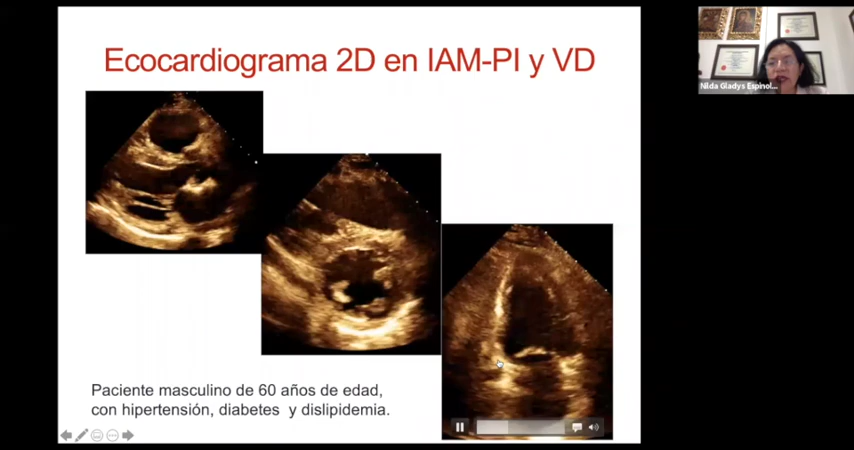 Ecocardiograma 2D en IAM-PI y VD
Nilda Gladys Espinol...
Paciente masculino de 60 años de edad,
con hipertensión, diabetes y dislipidemia.